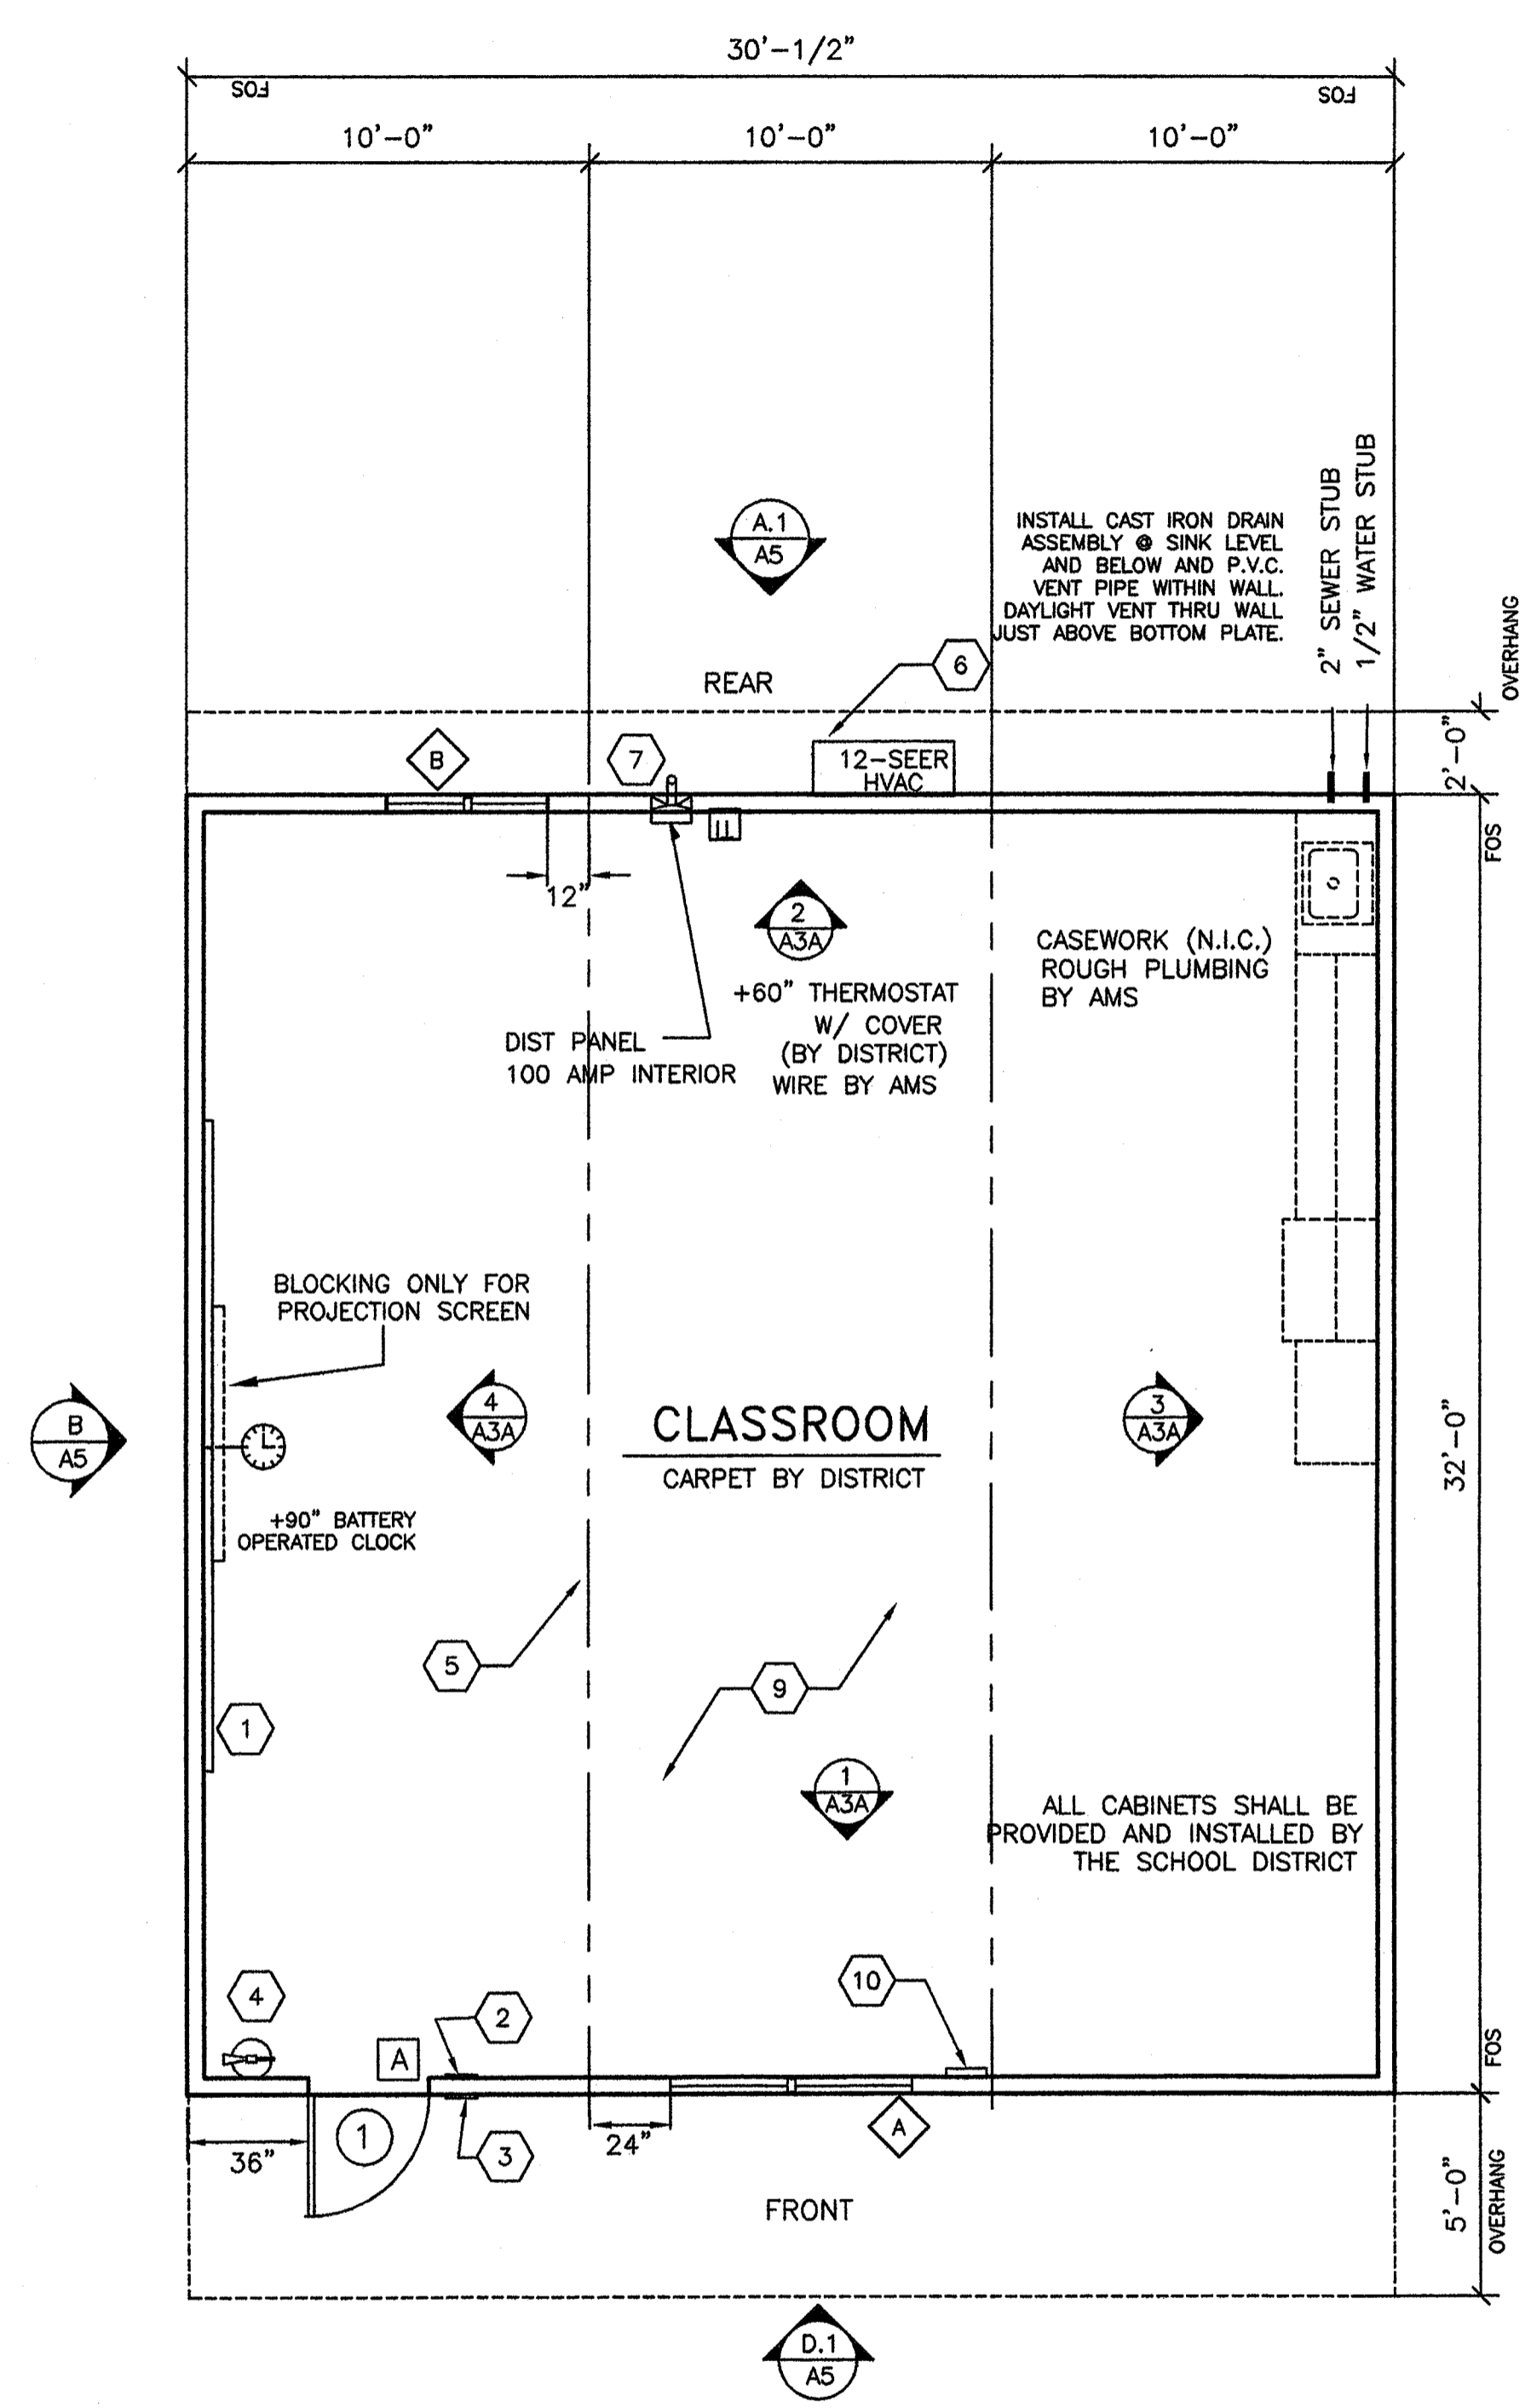 30'-1/2"
FOS
FOS
10'-0"
10'-0"
10'-0"
A.1
A5
INSTALL CAST IRON DRAIN
ASSEMBLY @ SINK LEVEL
AND BELOW AND P.V.C.
VENT PIPE WITHIN WALL.
DAYLIGHT VENT THRU WALL
JUST ABOVE BOTTOM PLATE.
2" SEWER STUB
1/2" WATER STUB
OVERHANG
6
REAR
2'-0"
B
7
12-SEER
HVAC
FOS
12"
2
A3A
CASEWORK (N.I.C.)
ROUGH PLUMBING
BY AMS
+60" THERMOSTAT
W/ COVER
(BY DISTRICT)
WIRE BY AMS
DIST PANEL
100 AMP INTERIOR
BLOCKING ONLY FOR
PROJECTION SCREEN
B
A5
4
A3A
CLASSROOM
CARPET BY DISTRICT
3
A3A
32'-0"
+90" BATTERY
OPERATED CLOCK
5
9
1
1
A3A
ALL CABINETS SHALL BE
PROVIDED AND INSTALLED BY
THE SCHOOL DISTRICT
4
2
10
A
FOS
36"
1
3
24"
A
FRONT
5'-0"
OVERHANG
D.1
A5